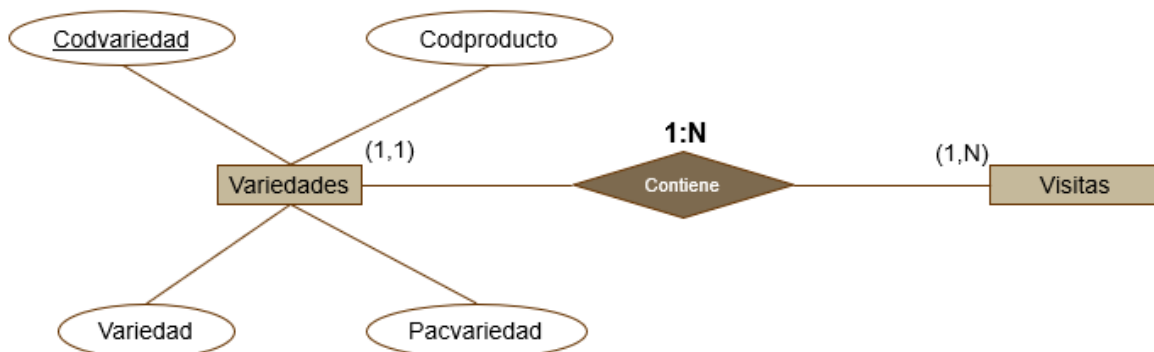 Codvariedad
Codproducto
1:N
(1,1)
(1,N)
Variedades
Contiene
Visitas
Variedad
Pacvariedad